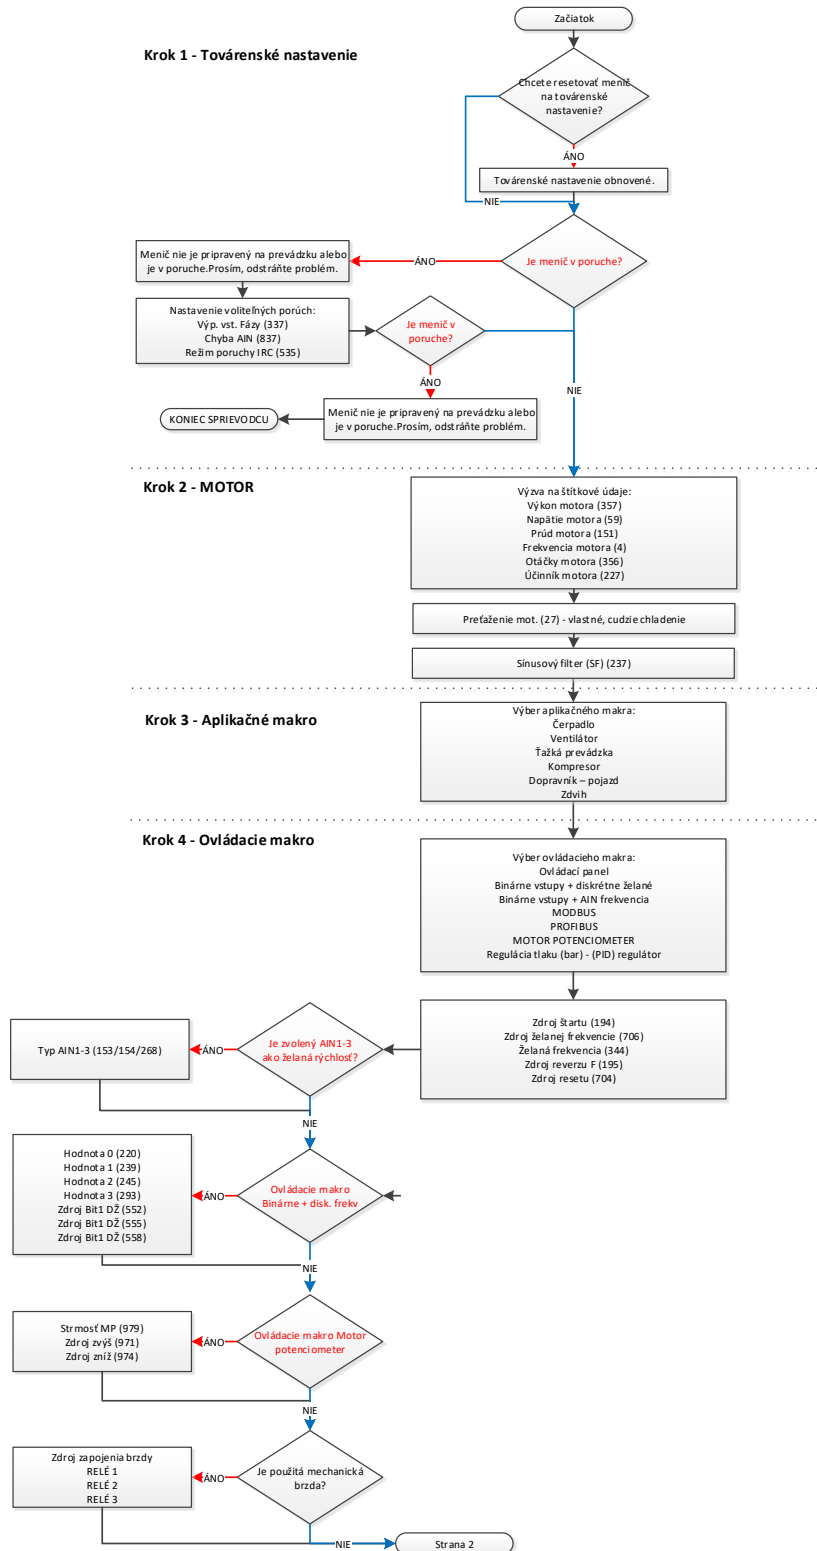 Začiatok
Krok 1 - Továrenské nastavenie
Chcete resetovať menič
na továrenské
nastavenie?
ÁNO
Továrenské nastavenie obnovené.
NIE
Je menič v poruche?
ÁNO
Menič nie je pripravený na prevádzku alebo
je v poruche.Prosím, odstráňte problém.
Nastavenie voliteľných porúch:
Výp. vst. Fázy (337)
Chyba AIN (837)
Režim poruchy IRC (535)
Je menič v
poruche?
ÁNO
NIE
Menič nie je pripravený na prevádzku alebo
je v poruche.Prosím, odstráňte problém.
KONIEC SPRIEVODCU
Krok 2 - MOTOR
Výzva na štítkové údaje:
Výkon motora (357)
Napätie motora (59)
Prúd motora (151)
Frekvencia motora (4)
Otáčky motora (356)
Účinník motora (227)
Preťaženie mot. (27) - vlastné, cudzie chladenie
Sínusový filter (SF) (237)
Krok 3 - Aplikačné makro
Výber aplikačného makra:
Čerpadlo
Ventilátor
Ťažká prevádzka
Kompresor
Dopravník – pojazd
Zdvih
Krok 4 - Ovládacie makro
Výber ovládacieho makra:
Ovládací panel
Binárne vstupy + diskrétne želané
Binárne vstupy + AIN frekvencia
MODBUS
PROFIBUS
MOTOR POTENCIOMETER
Regulácia tlaku (bar) - (PID) regulátor
Zdroj štartu (194)
Zdroj želanej frekvencie (706)
Želaná frekvencia (344)
Zdroj reverzu F (195)
Zdroj resetu (704)
Je zvolený AIN1-3
ako želaná rýchlosť?
ÁNO
Typ AIN1-3 (153/154/268)
NIE
Hodnota 0 (220)
Hodnota 1 (239)
Hodnota 2 (245)
Hodnota 3 (293)
Zdroj Bit1 DŽ (552)
Zdroj Bit1 DŽ (555)
Zdroj Bit1 DŽ (558)
ÁNO
Ovládacie makro
Binárne + disk. frekv
NIE
Strmosť MP (979)
Zdroj zvýš (971)
Zdroj zníž (974)
ÁNO
Ovládacie makro Motor
potenciometer
NIE
Zdroj zapojenia brzdy
RELÉ 1
RELÉ 2
RELÉ 3
ÁNO
Je použitá mechanická
brzda?
NIE
Strana 2